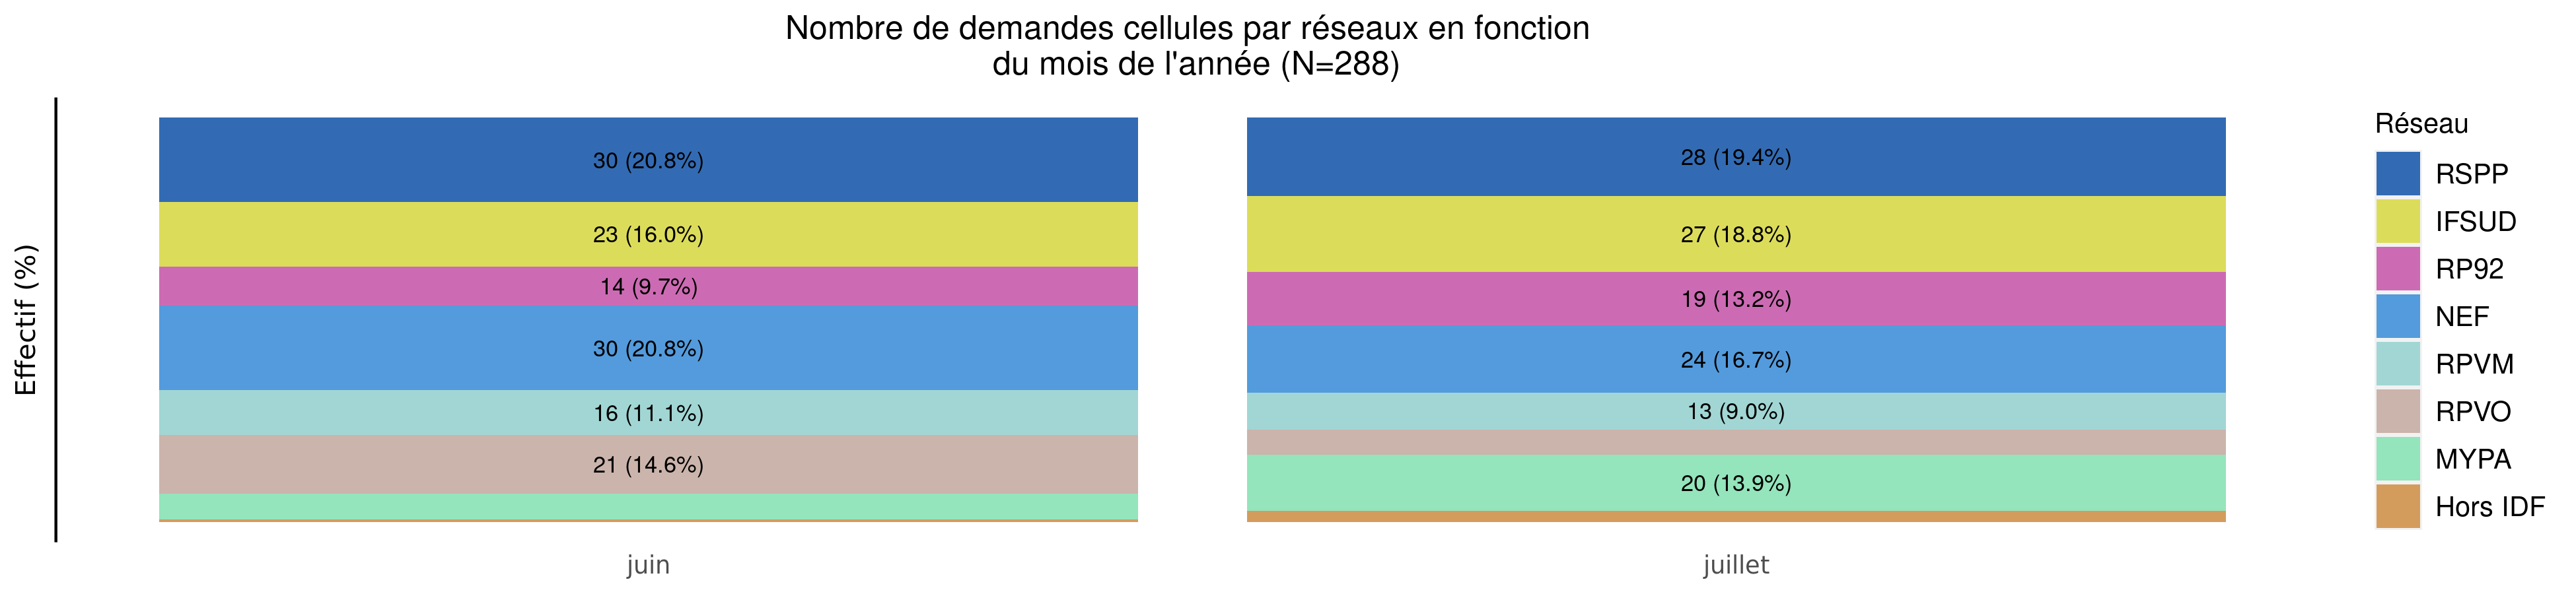 Nombre de demandes cellules par réseaux en fonction
du mois de l'année (N=288)
Effectif (%)
30 (20.8%)
23 (16.0%)
14 (9.7%)
30 (20.8%)
16 (11.1%)
21 (14.6%)
juin
28 (19.4%)
27 (18.8%)
19 (13.2%)
24 (16.7%)
13 (9.0%)
20 (13.9%)
juillet
Réseau
RSPP
IFSUD
RP92
NEF
RPVM
RPVO
MYPA
Hors IDF